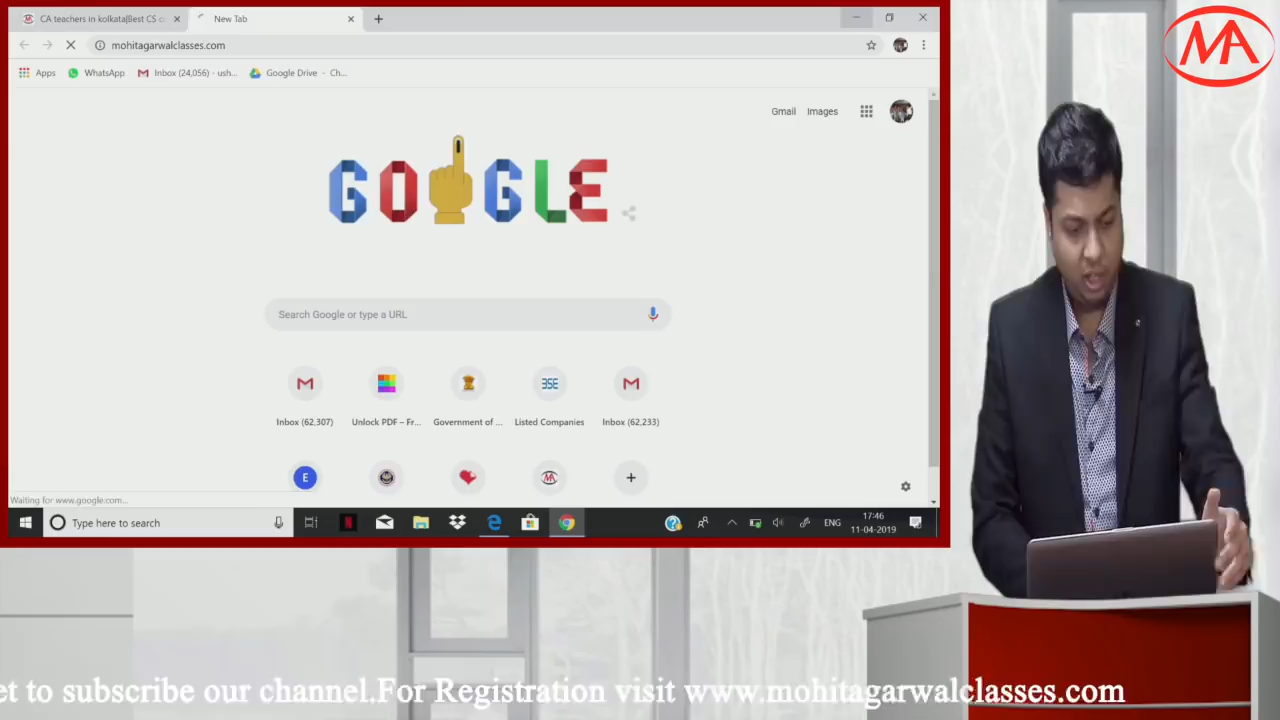 CA teachers in kolkata|Best CS c
New Tab
mohitagarwalclasses.com
Apps
WhatsApp
Inbox (24,056) - ush...
Google Drive - Ch...
Gmail
Images
GOOGLE
Search Google or type a URL
Inbox (62,307)
Unlock PDF – Fr...
Government of ...
Listed Companies
Inbox (62,233)
E
MA
Waiting for www.google.com...
Type here to search
ENG
17:46
11-04-2019
MA
et to subscribe our channel.For Registration visit www.mohitagarwalclasses.com